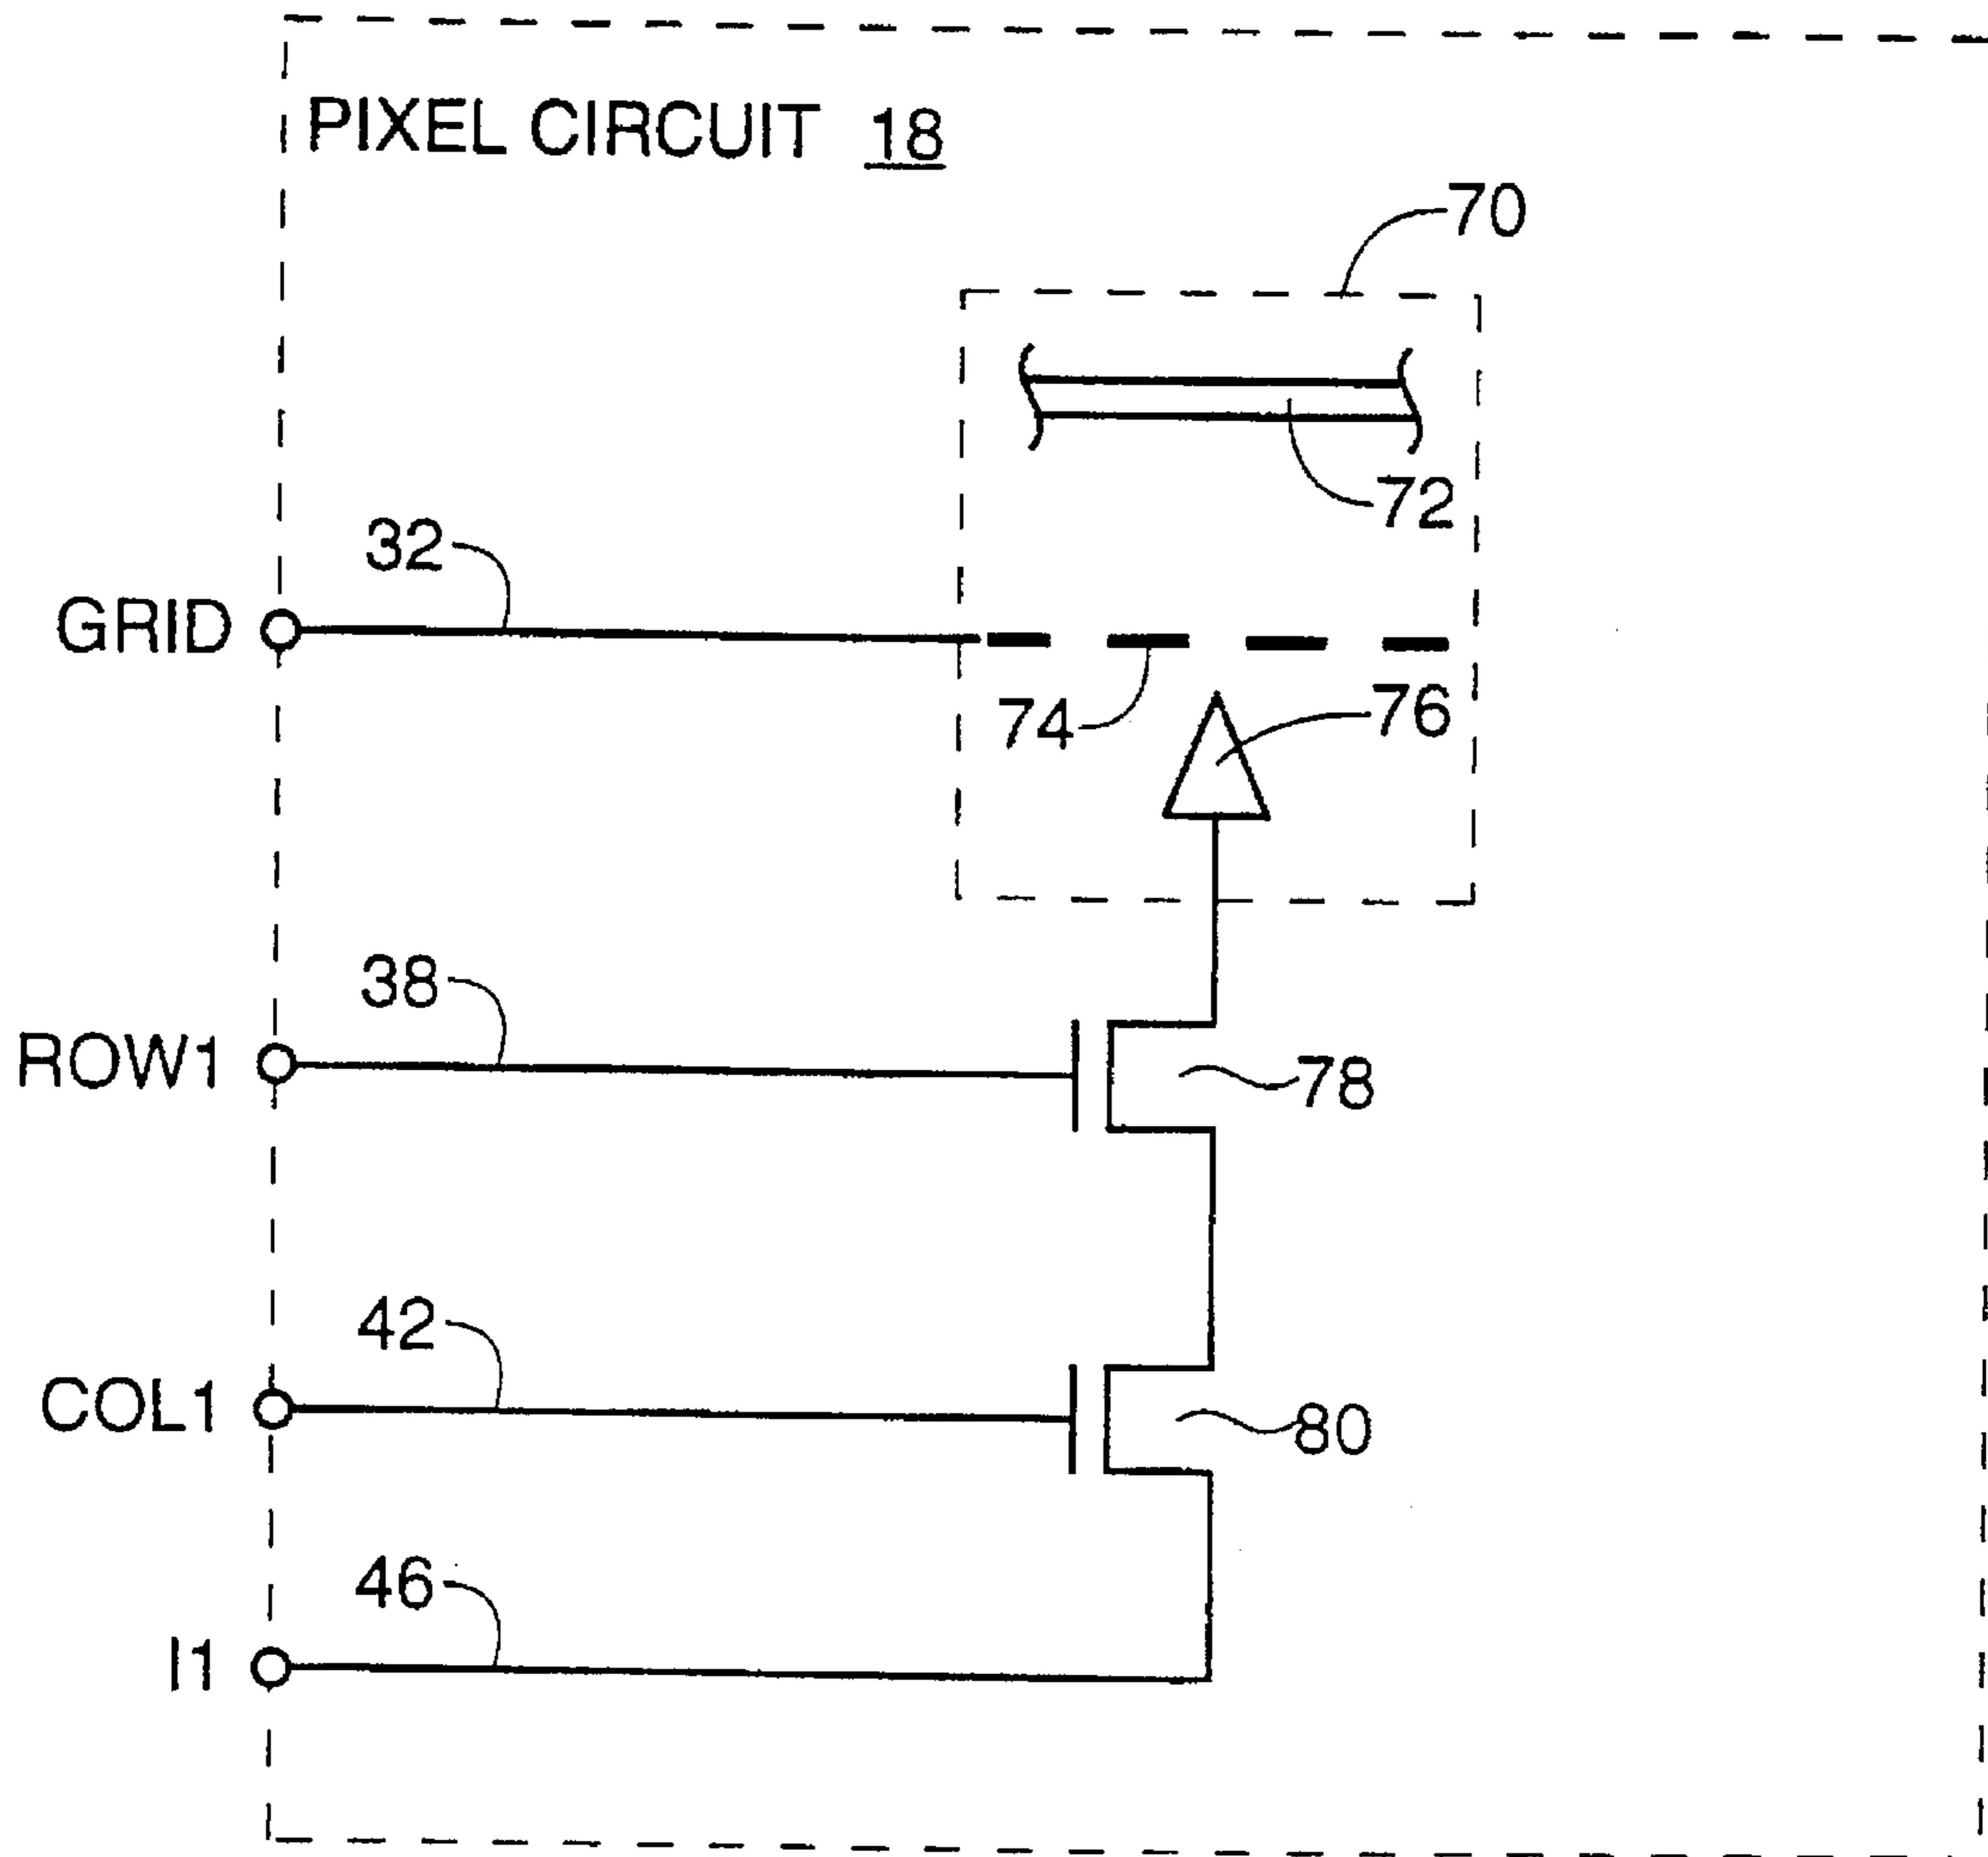 PIXEL CIRCUIT 18
70
72
32
GRID
74
76
38
ROW1
78
42
COL1
80
46
I1